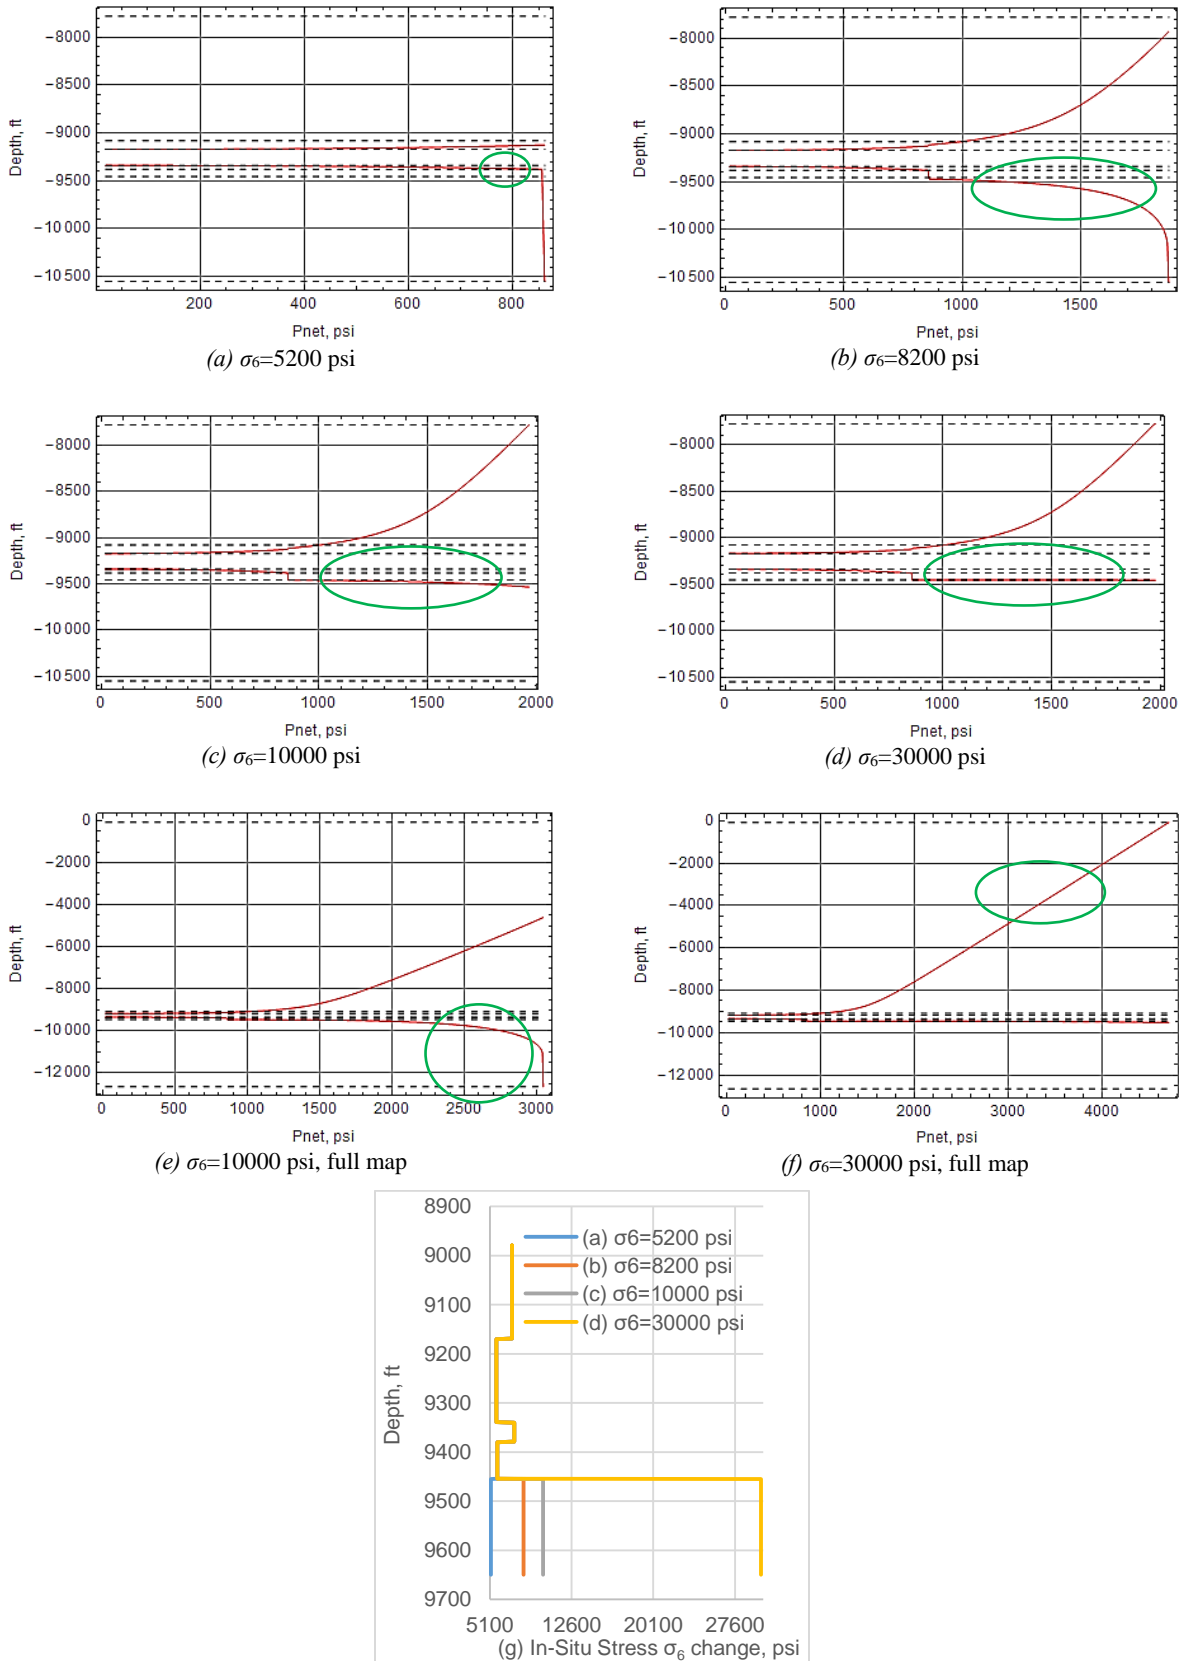 −8000
−8500
−9000
−9500
−10 000
−10 500
Depth, ft
200 400 600 800
Pnet, psi
(a) σ6=5200 psi
−8000
−8500
−9000
−9500
−10 000
−10 500
Depth, ft
0 500 1000 1500
Pnet, psi
(b) σ6=8200 psi
−8000
−8500
−9000
−9500
−10 000
−10 500
Depth, ft
0 500 1000 1500 2000
Pnet, psi
(c) σ6=10000 psi
−8000
−8500
−9000
−9500
−10 000
−10 500
Depth, ft
0 500 1000 1500 2000
Pnet, psi
(d) σ6=30000 psi
0
−2000
−4000
−6000
−8000
−10 000
−12 000
Depth, ft
0 500 1000 1500 2000 2500 3000
Pnet, psi
(e) σ6=10000 psi, full map
0
−2000
−4000
−6000
−8000
−10 000
−12 000
Depth, ft
0 1000 2000 3000 4000
Pnet, psi
(f) σ6=30000 psi, full map
8900
9000
9100
9200
9300
9400
9500
9600
9700
Depth, ft
(a) σ6=5200 psi
(b) σ6=8200 psi
(c) σ6=10000 psi
(d) σ6=30000 psi
5100 12600 20100 27600
(g) In-Situ Stress σ6 change, psi